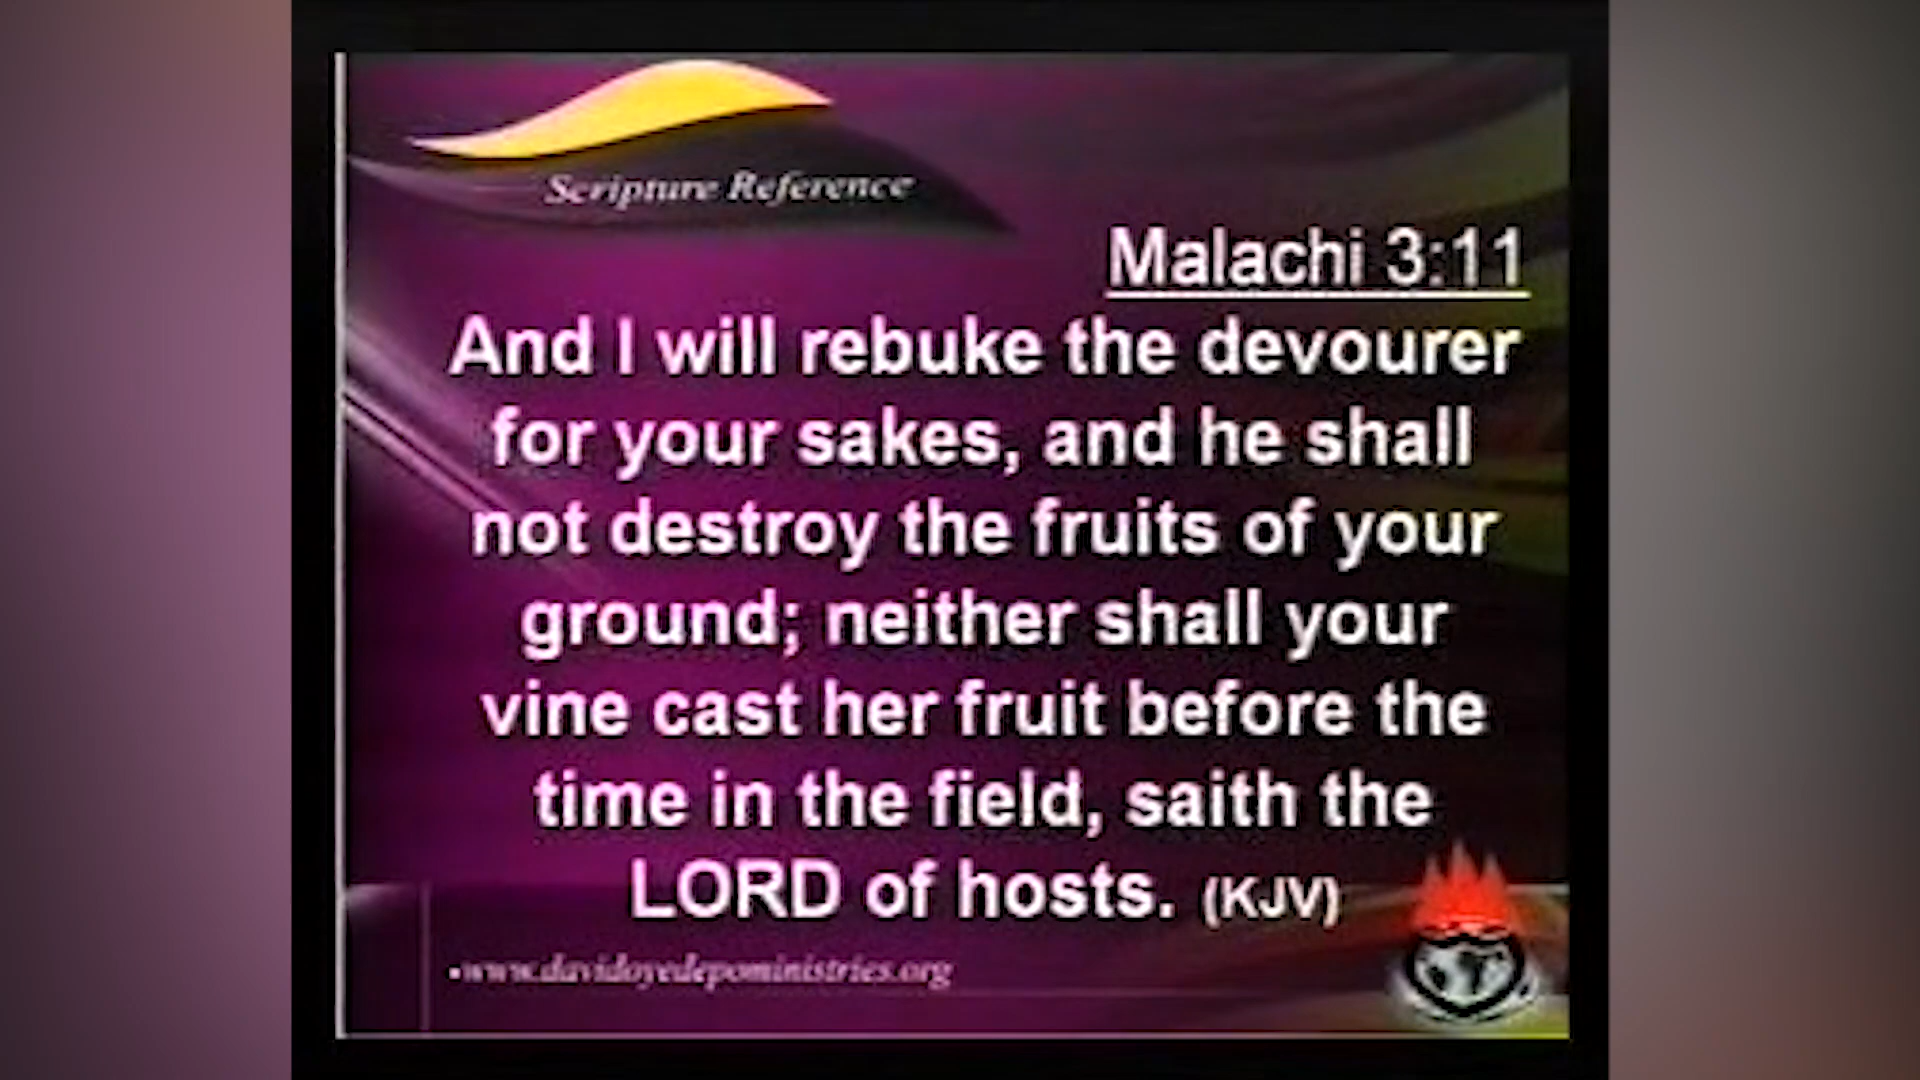 Scripture Reference
Malachi 3:11
And I will rebuke the devourer
for your sakes, and he shall
not destroy the fruits of your
ground; neither shall your
vine cast her fruit before the
time in the field, saith the
LORD of hosts. (KJV)
•www.davidoyedepoministries.org